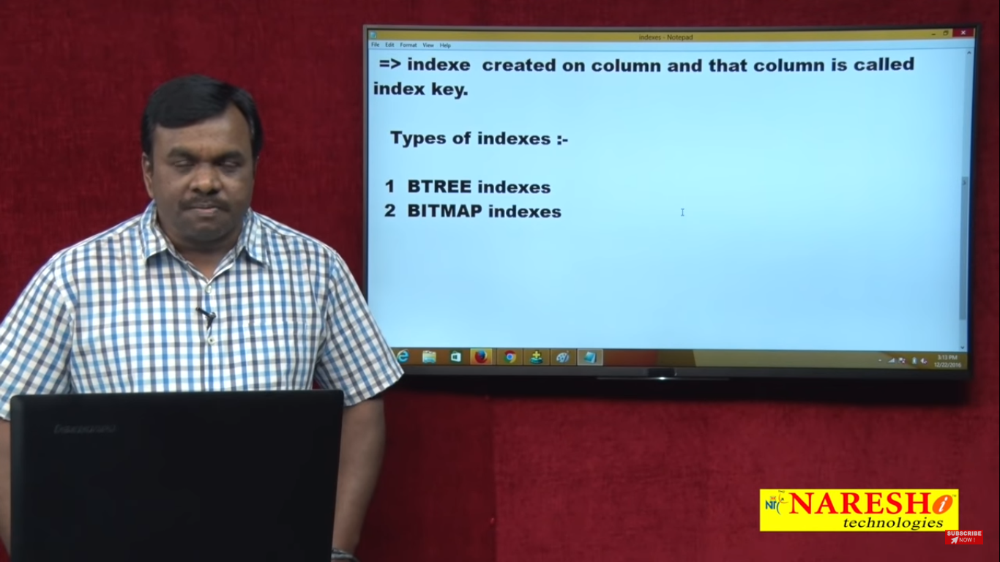 indexes - Notepad
File Edit Format View Help
=> indexe created on column and that column is called
index key.
Types of indexes :-
1 BTREE indexes
2 BITMAP indexes
3:13 PM
12/22/2016
NARESH i
technologies
SUBSCRIBE
NOW !